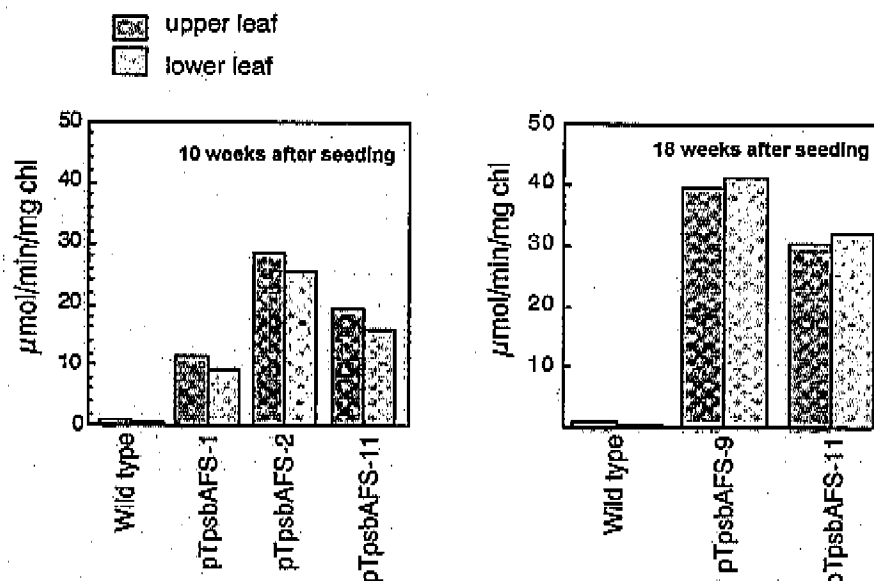 upper leaf
lower leaf
50
40
30
20
10
0
µmol/min/mg chl
10 weeks after seeding
Wild type
pTpsbAFS-1
pTpsbAFS-2
pTpsbAFS-11
50
40
30
20
10
µmol/min/mg chl
18 weeks after seeding
Wild type
pTpsbAFS-9
pTpsbAFS-11